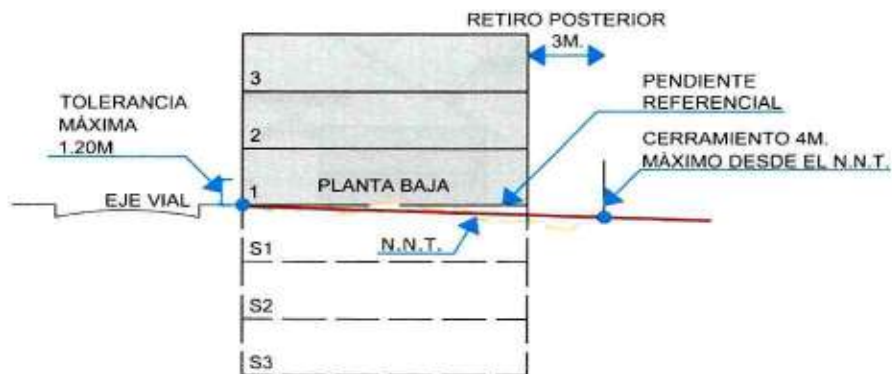 RETIRO POSTERIOR
3M.
3
TOLERANCIA
MÁXIMA
1.20M
PENDIENTE
REFERENCIAL
2
CERRAMIENTO 4M.
MÁXIMO DESDE EL N.N.T.
1
PLANTA BAJA
EJE VIAL
N.N.T.
S1
S2
S3